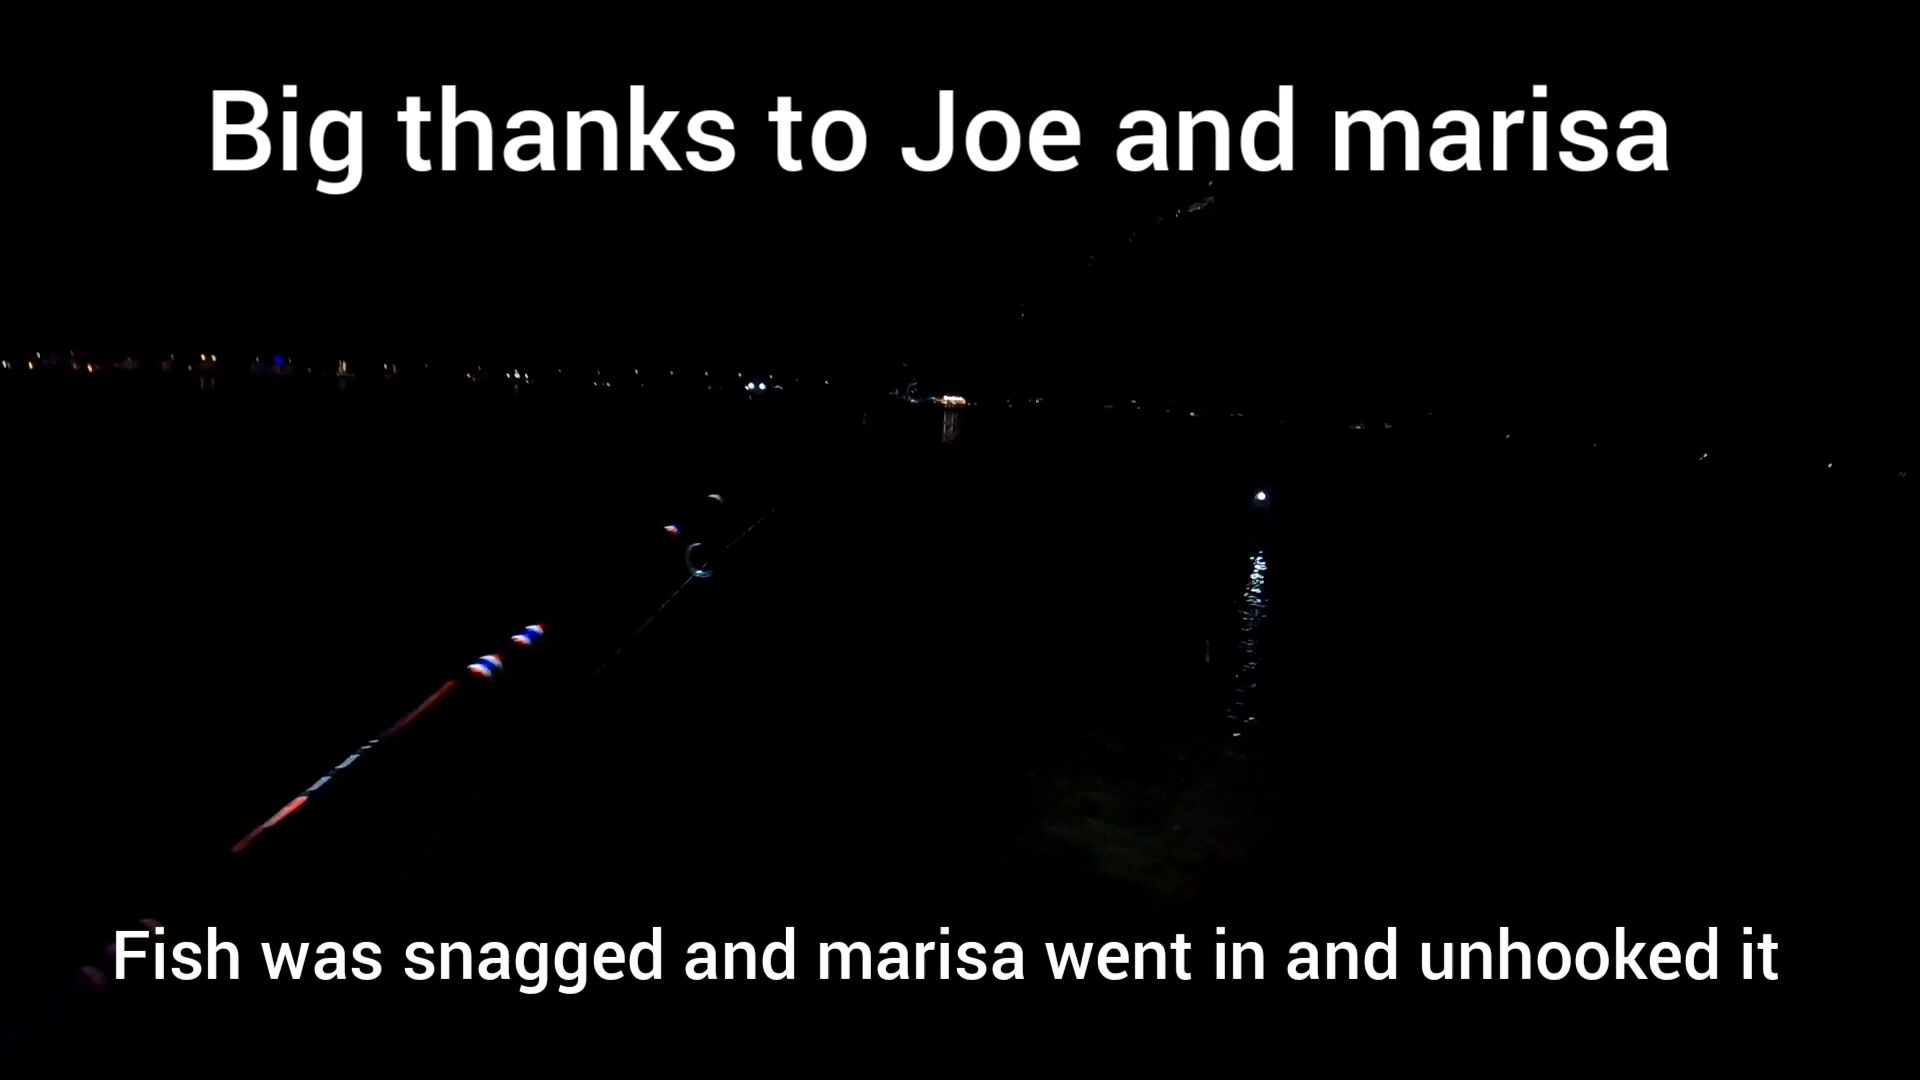 Big thanks to Joe and marisa
Fish was snagged and marisa went in and unhooked it